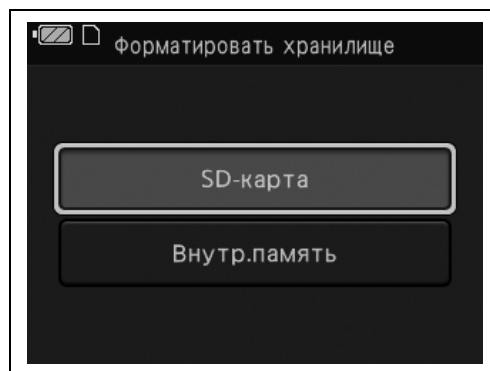 Форматировать хранилище
SD-карта
Внутр.память